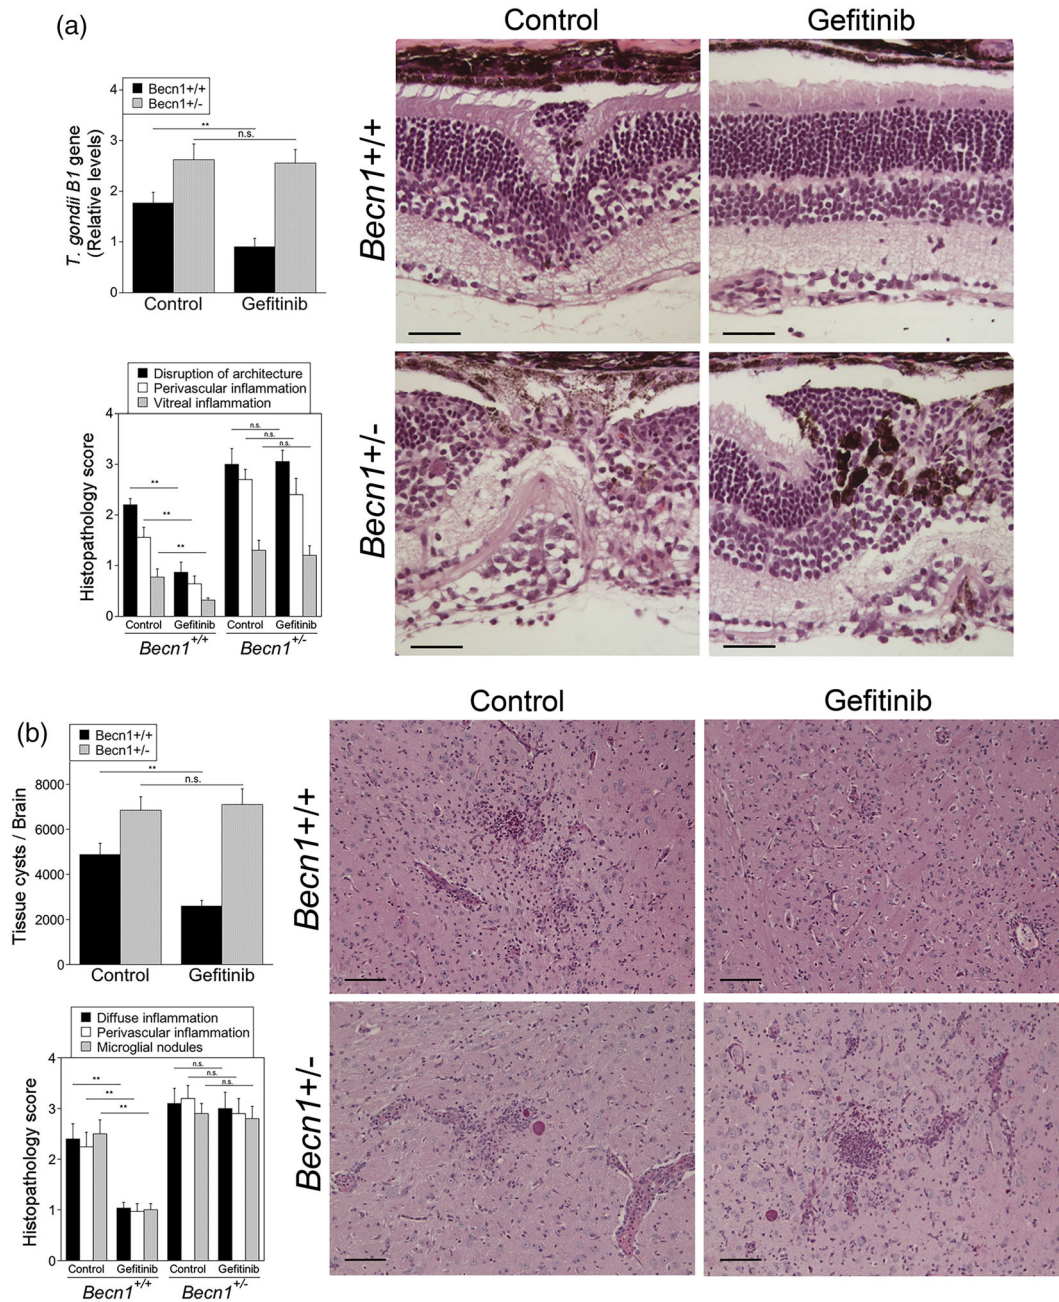 (a)
Control
Gefitinib
Becn1+/+
Becn1+/-
T. gondii B1 gene
(Relative levels)
4
3
2
1
0
**
n.s.
Control
Gefitinib
Becn1+/+
Becn1+/-
Disruption of architecture
Perivascular inflammation
Vitreal inflammation
Histopathology score
4
3
2
1
0
**
**
**
n.s.
n.s.
n.s.
Control
Gefitinib
Control
Gefitinib
Becn1+/+
Becn1+/-
(b)
Control
Gefitinib
Becn1+/+
Becn1+/-
Becn1+/+
Becn1+/-
Tissue cysts / Brain
8000
6000
4000
2000
0
**
n.s.
Control
Gefitinib
Diffuse inflammation
Perivascular inflammation
Microglial nodules
Histopathology score
4
3
2
1
0
**
**
**
n.s.
n.s.
n.s.
Control
Gefitinib
Control
Gefitinib
Becn1+/+
Becn1+/-